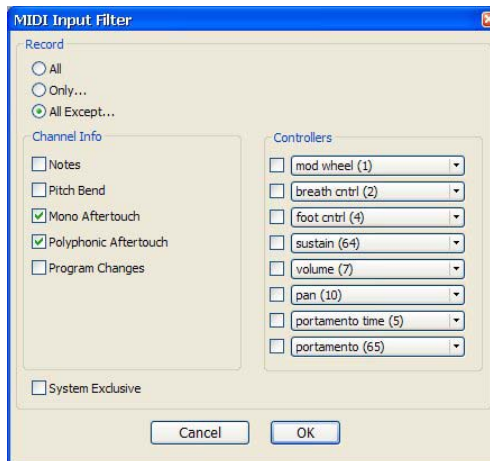 MIDI Input Filter
Record
All
Only...
All Except...
Channel Info
Notes
Pitch Bend
Mono Aftertouch
Polyphonic Aftertouch
Program Changes
Controllers
mod wheel (1)
breath cntrl (2)
foot cntrl (4)
sustain (64)
volume (7)
pan (10)
portamento time (5)
portamento (65)
System Exclusive
Cancel
OK